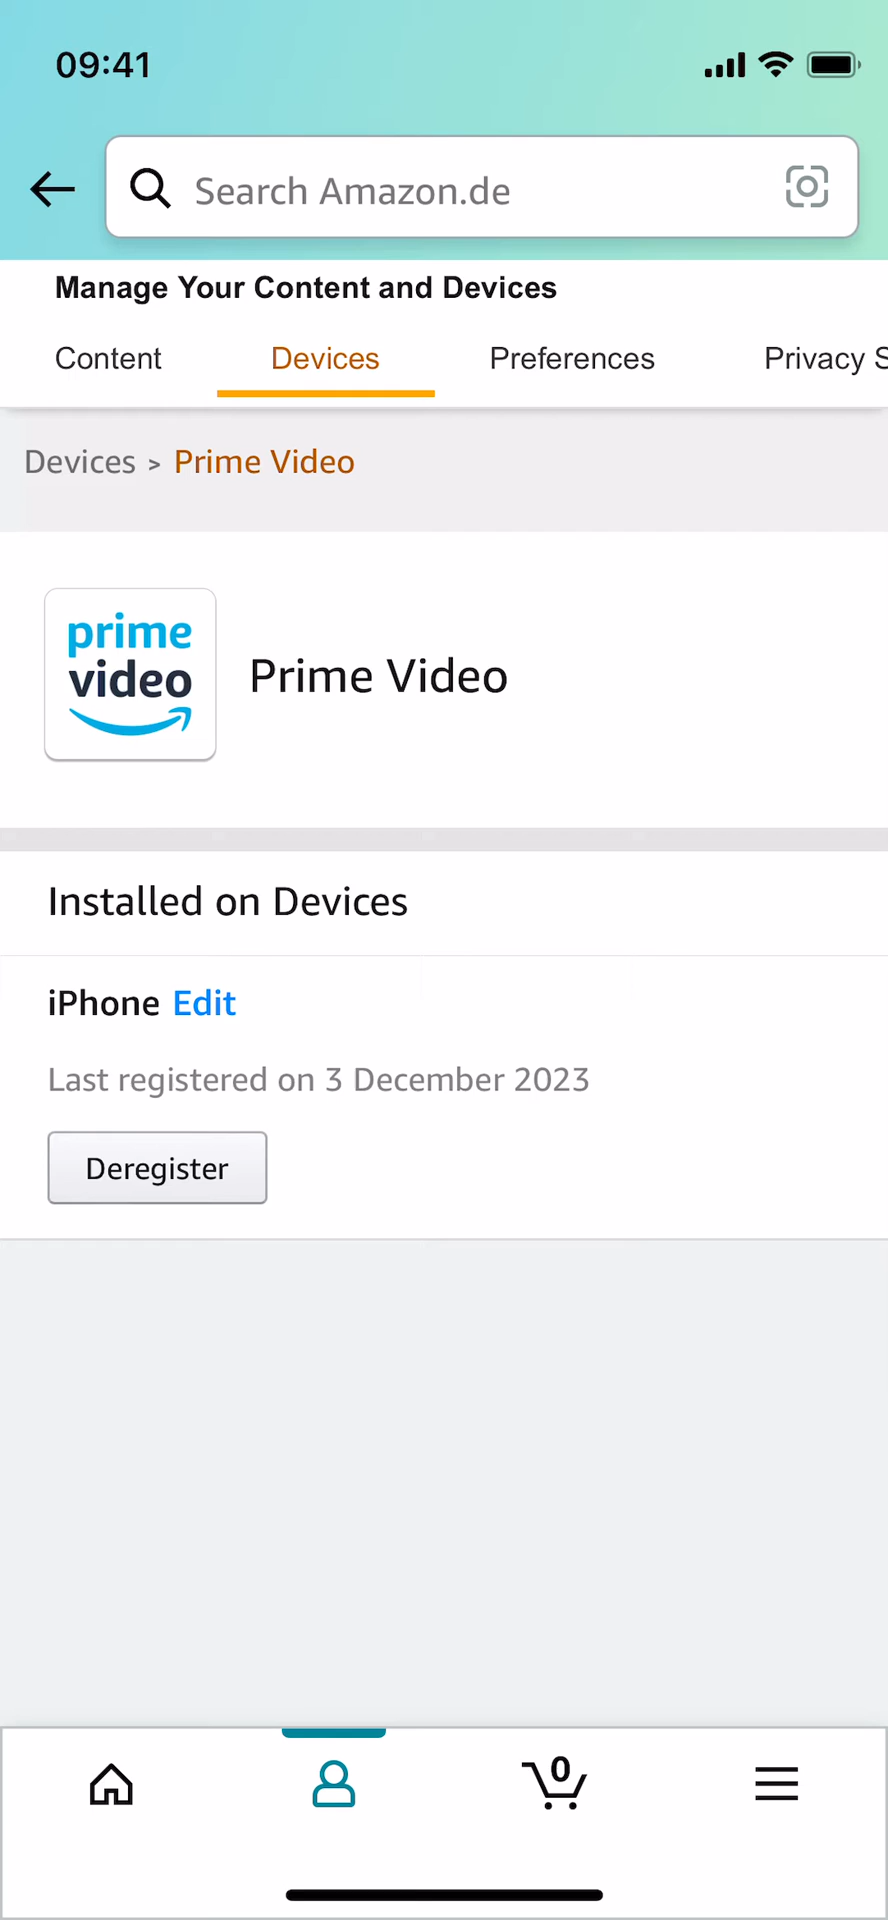 09:41
Search Amazon.de
Manage Your Content and Devices
Content Devices Preferences Privacy S
Devices > Prime Video
prime
video
Prime Video
Installed on Devices
iPhone Edit
Last registered on 3 December 2023
Deregister
0